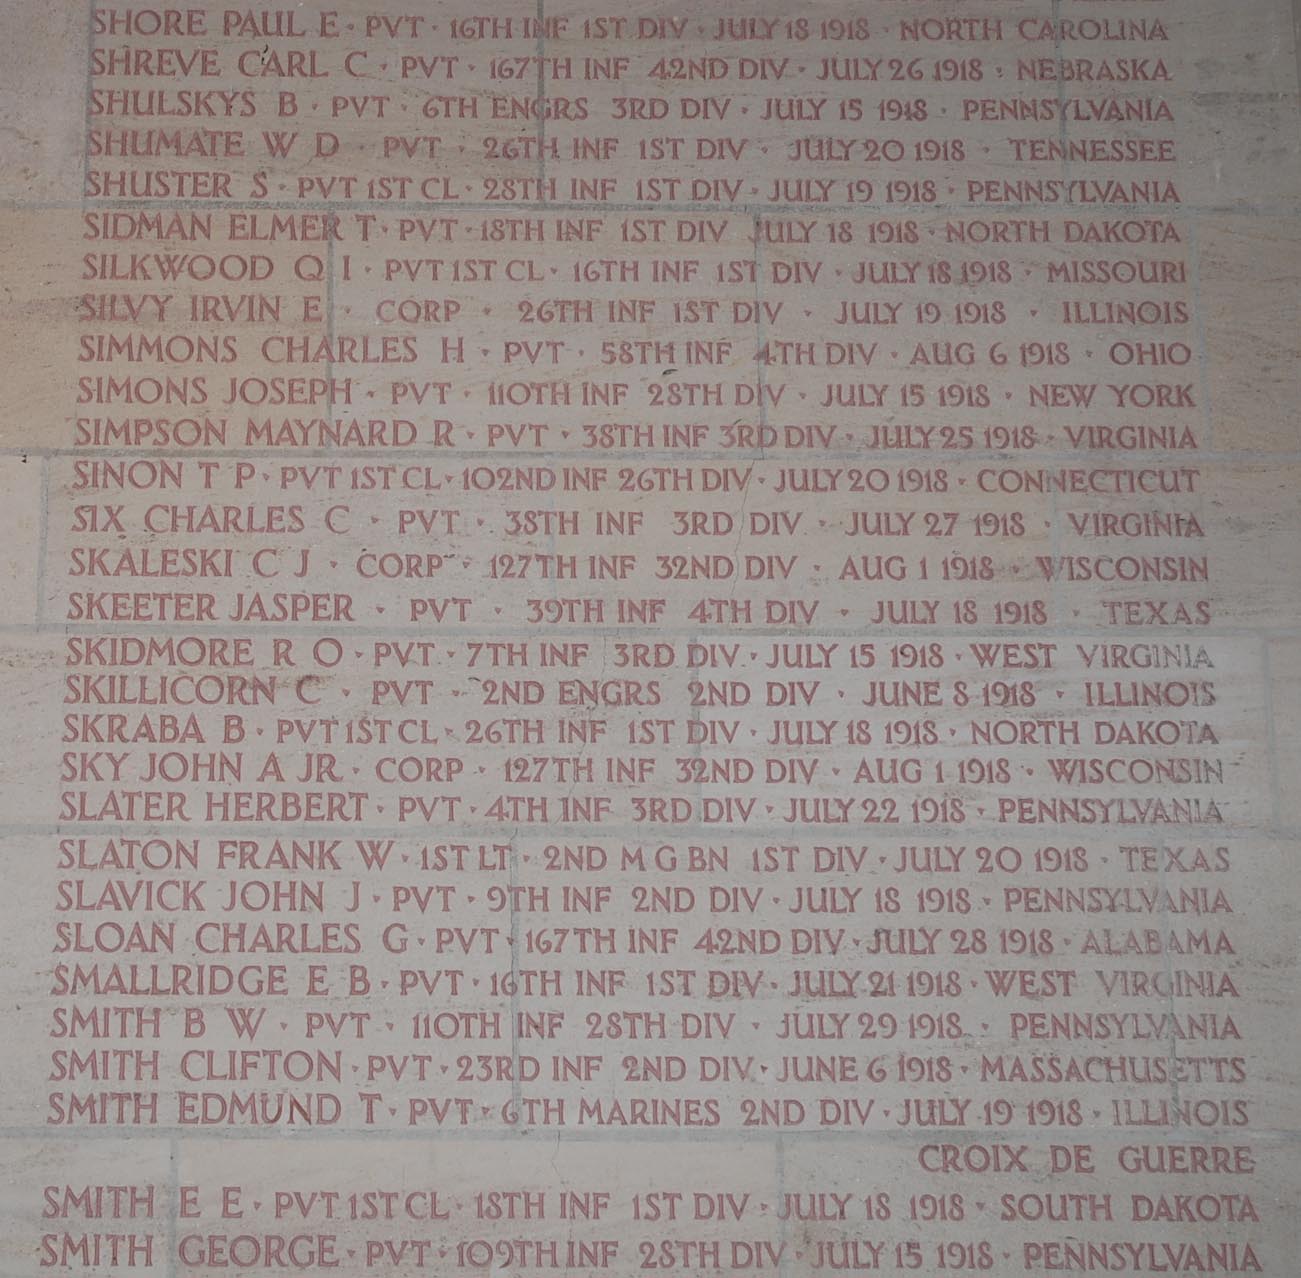 SHORE PAUL E · PVT · 16TH INF 1ST DIV · JULY 18 1918 · NORTH CAROLINA
SHREVE CARL C · PVT · 167TH INF 42ND DIV · JULY 26 1918 · NEBRASKA
SHULSKYS B · PVT · 6TH ENGRS 3RD DIV · JULY 15 1918 · PENNSYLVANIA
SHUMATE W D · PVT · 26TH INF 1ST DIV · JULY 20 1918 · TENNESSEE
SHUSTER S · PVT 1ST CL · 28TH INF 1ST DIV · JULY 19 1918 · PENNSYLVANIA
SIDMAN ELMER T · PVT · 18TH INF 1ST DIV JULY 18 1918 · NORTH DAKOTA
SILKWOOD Q I · PVT 1ST CL · 16TH INF 1ST DIV · JULY 18 1918 · MISSOURI
SILVY IRVIN E · CORP · 26TH INF 1ST DIV · JULY 19 1918 · ILLINOIS
SIMMONS CHARLES H · PVT · 58TH INF 4TH DIV · AUG 6 1918 · OHIO
SIMONS JOSEPH · PVT · 110TH INF 28TH DIV · JULY 15 1918 · NEW YORK
SIMPSON MAYNARD R · PVT · 38TH INF 3RD DIV · JULY 25 1918 · VIRGINIA
SINON T P · PVT 1ST CL · 102ND INF 26TH DIV · JULY 20 1918 · CONNECTICUT
SIX CHARLES C · PVT · 38TH INF 3RD DIV · JULY 27 1918 · VIRGINIA
SKALESKI C J · CORP · 127TH INF 32ND DIV · AUG 1 1918 · WISCONSIN
SKEETER JASPER · PVT · 39TH INF 4TH DIV · JULY 18 1918 · TEXAS
SKIDMORE R O · PVT · 7TH INF 3RD DIV · JULY 15 1918 · WEST VIRGINIA
SKILLICORN C · PVT · 2ND ENGRS 2ND DIV · JUNE 8 1918 · ILLINOIS
SKRABA B · PVT 1ST CL · 26TH INF 1ST DIV · JULY 18 1918 · NORTH DAKOTA
SKY JOHN A JR · CORP · 127TH INF 32ND DIV · AUG 1 1918 · WISCONSIN
SLATER HERBERT · PVT · 4TH INF 3RD DIV · JULY 22 1918 · PENNSYLVANIA
SLATON FRANK W · 1ST LT · 2ND M G BN 1ST DIV · JULY 20 1918 · TEXAS
SLAVICK JOHN J · PVT · 9TH INF 2ND DIV · JULY 18 1918 · PENNSYLVANIA
SLOAN CHARLES G · PVT · 167TH INF 42ND DIV · JULY 28 1918 · ALABAMA
SMALLRIDGE E B · PVT · 16TH INF 1ST DIV · JULY 21 1918 · WEST VIRGINIA
SMITH B W · PVT · 110TH INF 28TH DIV · JULY 29 1918 · PENNSYLVANIA
SMITH CLIFTON · PVT · 23RD INF 2ND DIV · JUNE 6 1918 · MASSACHUSETTS
SMITH EDMUND T · PVT · 6TH MARINES 2ND DIV · JULY 19 1918 · ILLINOIS
CROIX DE GUERRE
SMITH E E · PVT 1ST CL · 18TH INF 1ST DIV · JULY 18 1918 · SOUTH DAKOTA
SMITH GEORGE · PVT · 109TH INF 28TH DIV · JULY 15 1918 · PENNSYLVANIA